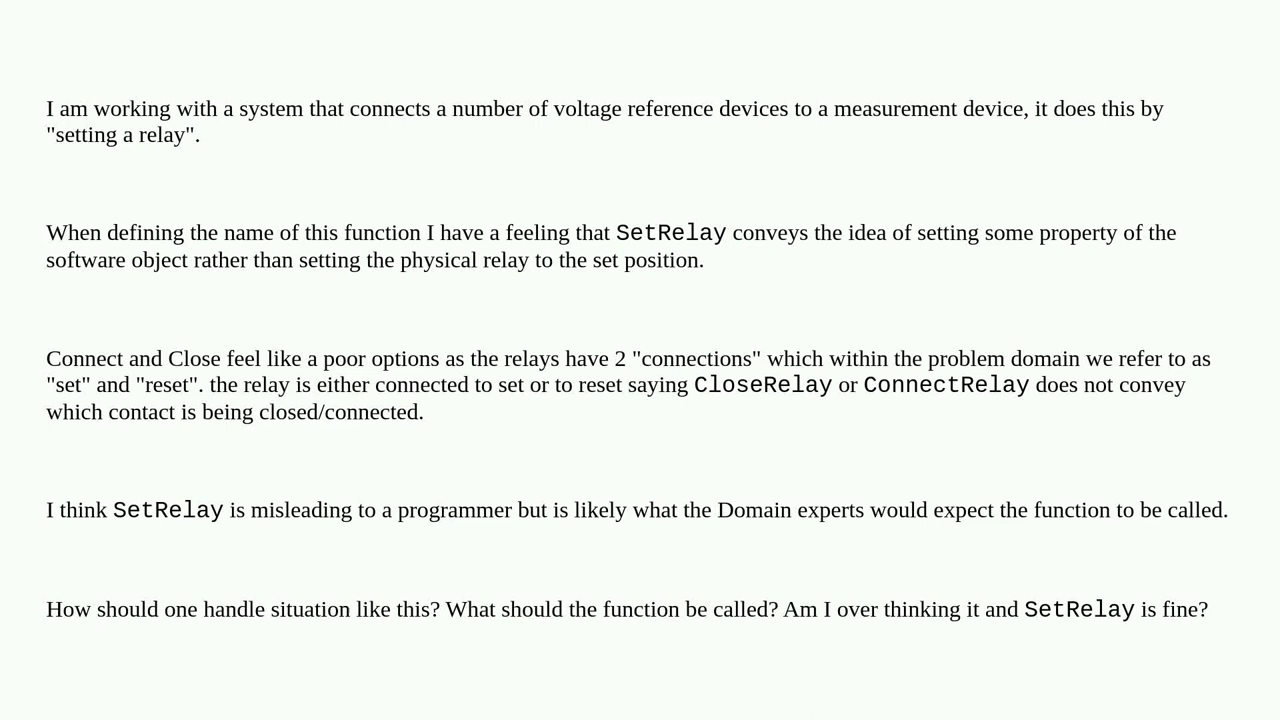 I am working with a system that connects a number of voltage reference devices to a measurement device, it does this by
"setting a relay".
When defining the name of this function I have a feeling that SetRelay conveys the idea of setting some property of the
software object rather than setting the physical relay to the set position.
Connect and Close feel like a poor options as the relays have 2 "connections" which within the problem domain we refer to as
"set" and "reset". the relay is either connected to set or to reset saying CloseRelay or ConnectRelay does not convey
which contact is being closed/connected.
I think SetRelay is misleading to a programmer but is likely what the Domain experts would expect the function to be called.
How should one handle situation like this? What should the function be called? Am I over thinking it and SetRelay is fine?